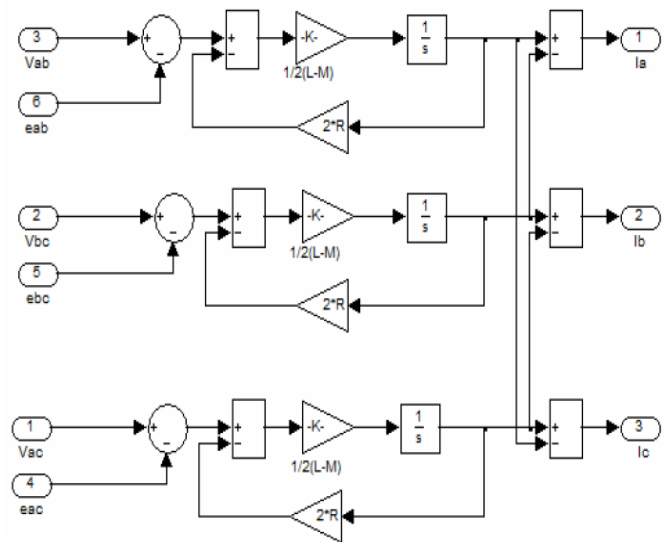 3
Vab
6
eab
+
−
+
−
-K-
1/2(L-M)
1
s
2*R
+
−
1
Ia
2
Vbc
5
ebc
+
−
+
−
-K-
1/2(L-M)
1
s
2*R
+
−
2
Ib
1
Vac
4
eac
+
−
+
−
-K-
1/2(L-M)
1
s
2*R
+
−
3
Ic